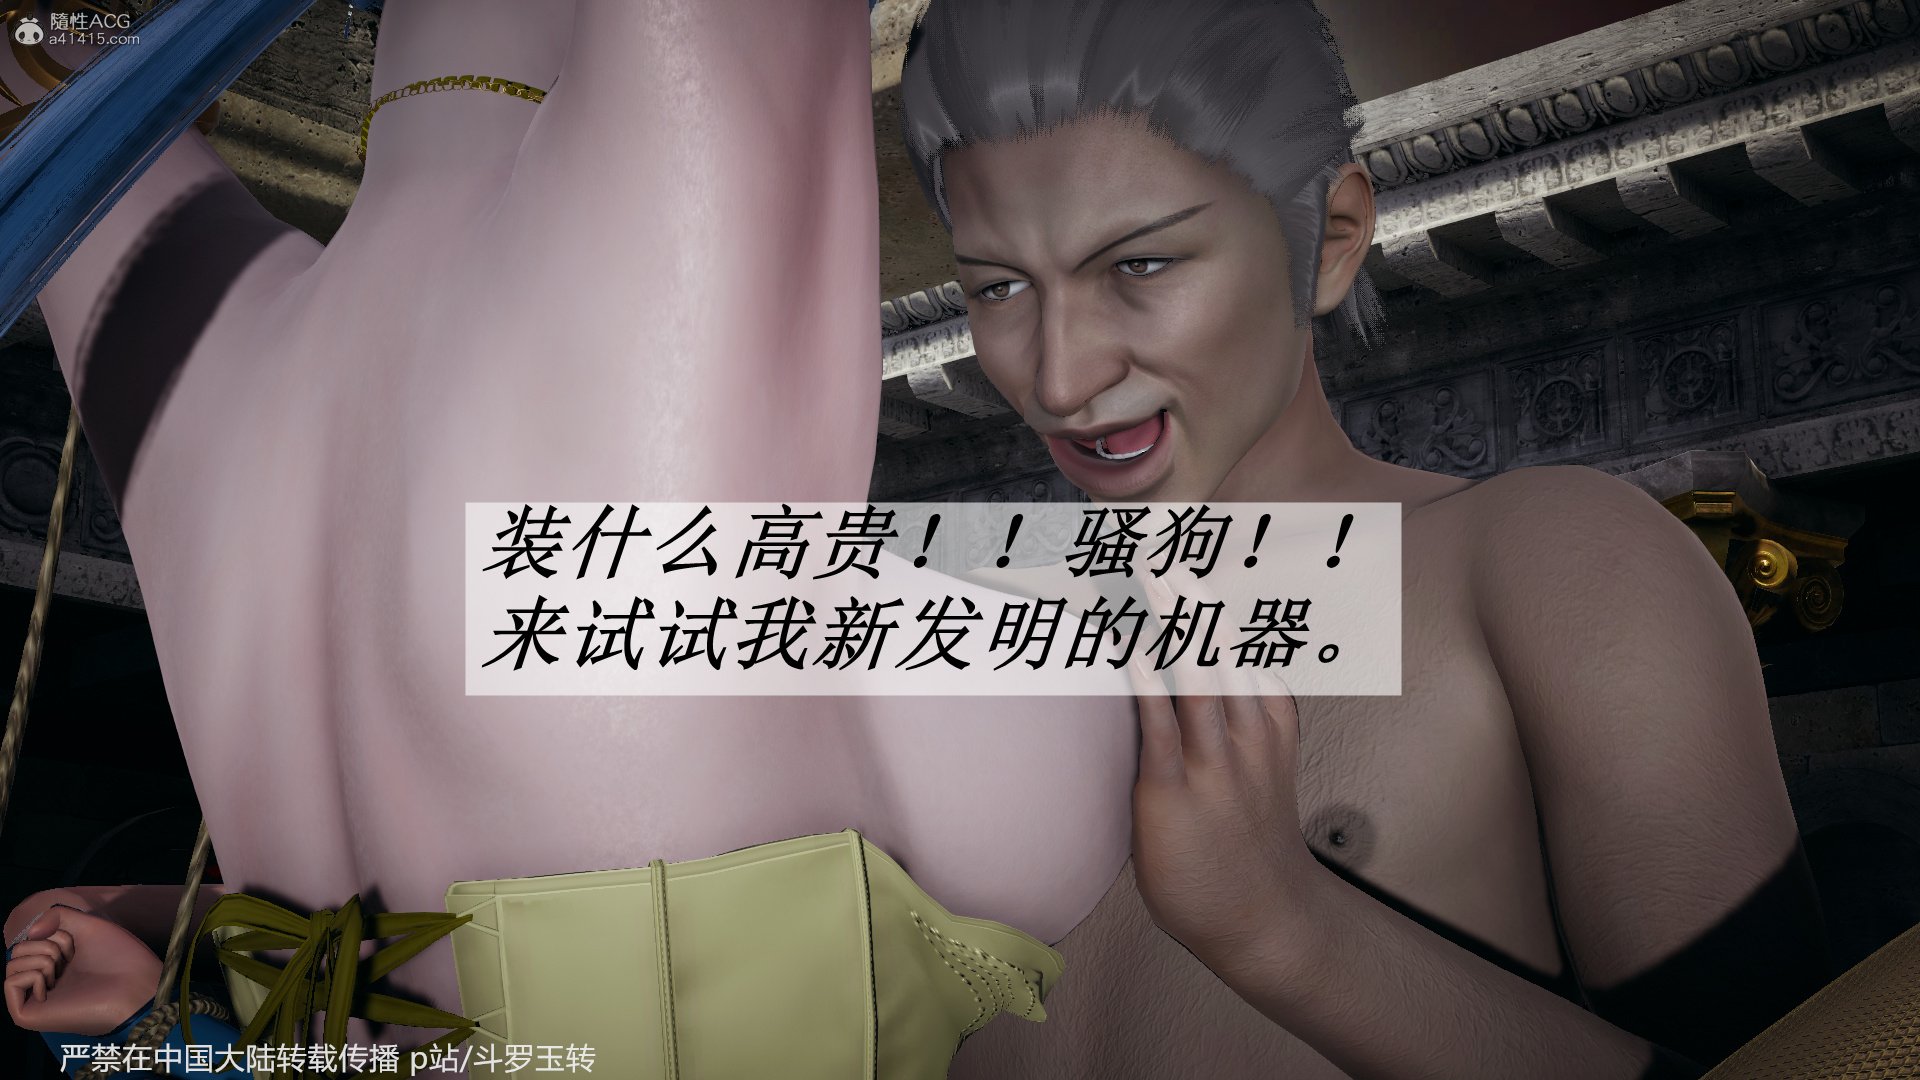 隨性ACG
a41415.com
装什么高贵！！骚狗！！
来试试我新发明的机器。
严禁在中国大陆转载传播 p站/斗罗玉转